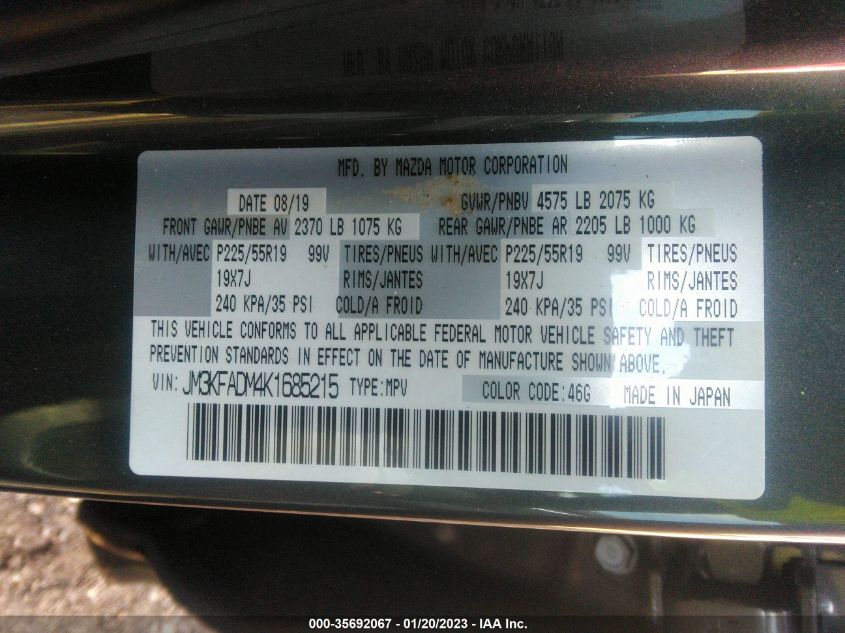 MFD. BY MAZDA MOTOR CORPORATION
DATE 08/19 GVWR/PNBV 4575 LB 2075 KG
FRONT GAWR/PNBE AV 2370 LB 1075 KG REAR GAWR/PNBE AR 2205 LB 1000 KG
WITH/AVEC P225/55R19 99V TIRES/PNEUS WITH/AVEC P225/55R19 99V TIRES/PNEUS
19X7J RIMS/JANTES 19X7J RIMS/JANTES
240 KPA/35 PSI COLD/A FROID 240 KPA/35 PSI COLD/A FROID
THIS VEHICLE CONFORMS TO ALL APPLICABLE FEDERAL MOTOR VEHICLE SAFETY AND THEFT
PREVENTION STANDARDS IN EFFECT ON THE DATE OF MANUFACTURE SHOWN ABOVE.
VIN: JM3KFADM4K1685215 TYPE:MPV COLOR CODE:46G MADE IN JAPAN
000-35692067 - 01/20/2023 - IAA Inc.